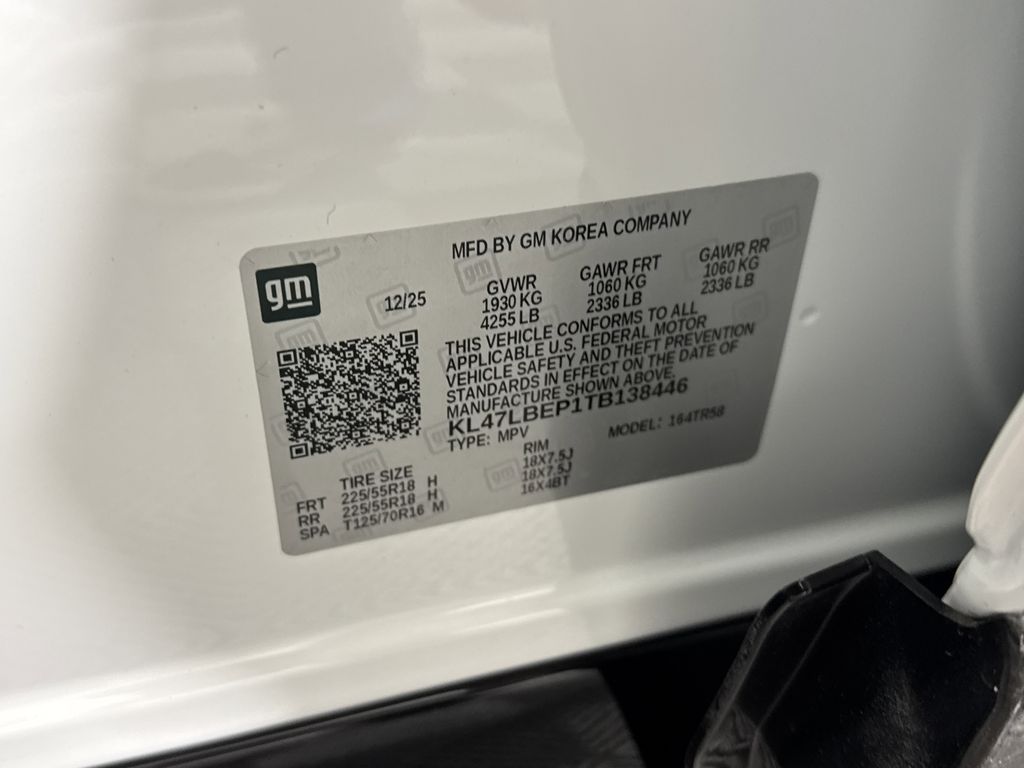 MFD BY GM KOREA COMPANY
gm
12/25
GVWR GAWR FRT GAWR RR
1930 KG 1060 KG 1060 KG
4255 LB 2336 LB 2336 LB
THIS VEHICLE CONFORMS TO ALL
APPLICABLE U.S. FEDERAL MOTOR
VEHICLE SAFETY AND THEFT PREVENTION
STANDARDS IN EFFECT ON THE DATE OF
MANUFACTURE SHOWN ABOVE.
KL47LBEP1TB138446
TYPE: MPV MODEL: 164TR58
TIRE SIZE RIM
FRT 225/55R18 H 18X7.5J
RR 225/55R18 H 18X7.5J
SPA T125/70R16 M 16X4BT